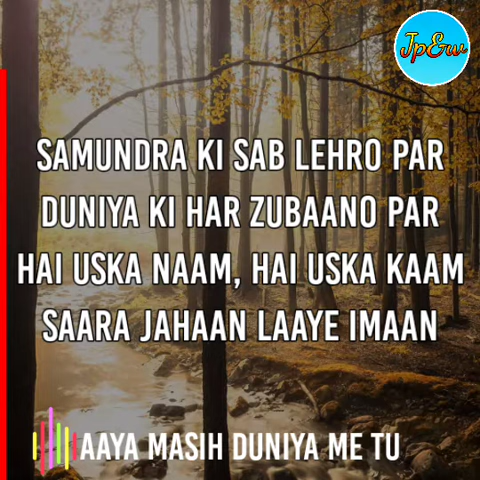 Jp&w
SAMUNDRA KI SAB LEHRO PAR
DUNIYA KI HAR ZUBAANO PAR
HAI USKA NAAM, HAI USKA KAAM
SAARA JAHAAN LAAYE IMAAN
AAYA MASIH DUNIYA ME TU